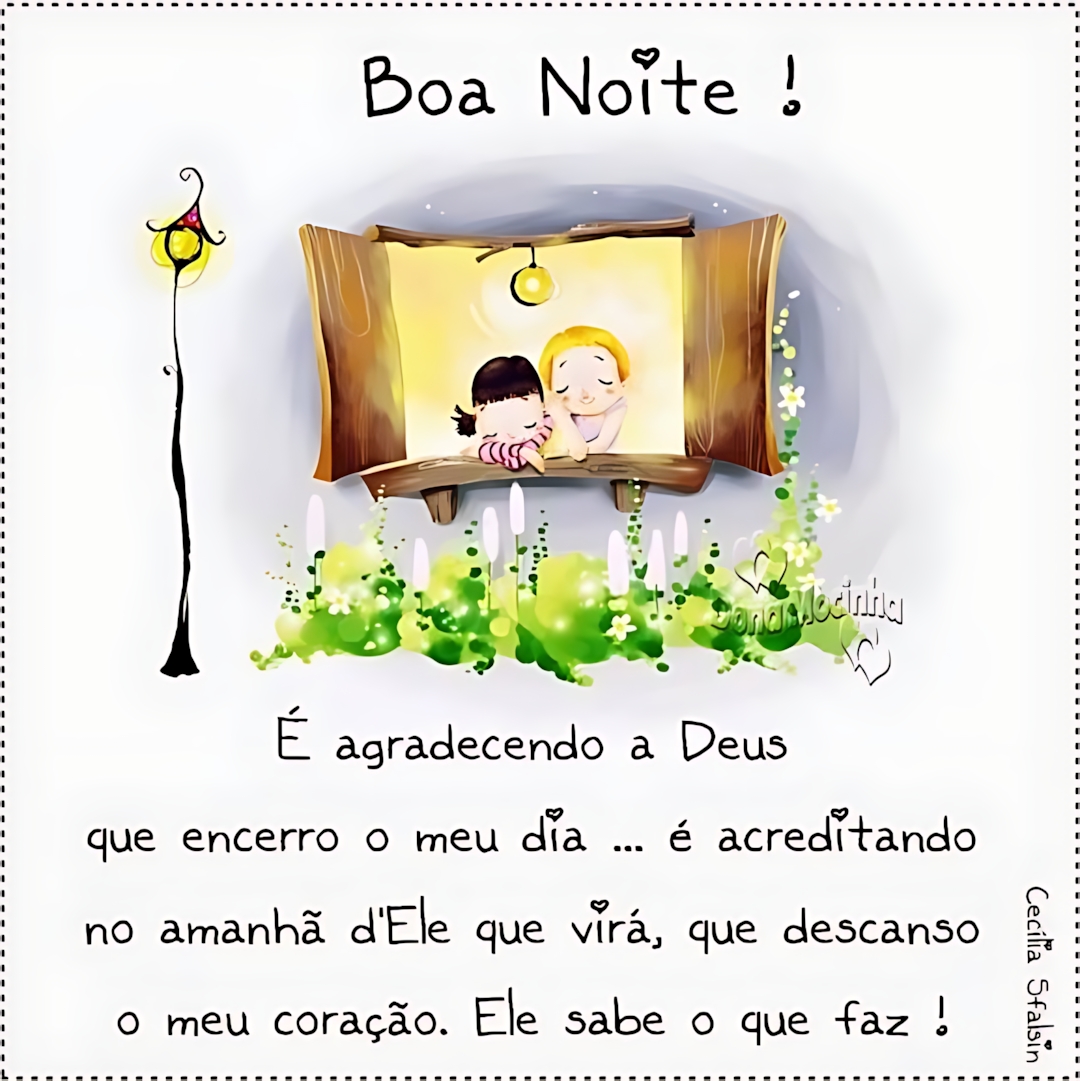 Boa Noite !
DonaMocinha
É agradecendo a Deus
que encerro o meu dia ... é acreditando
no amanhã d'Ele que virá, que descanso
o meu coração. Ele sabe o que faz !
Cecília Sfalsin